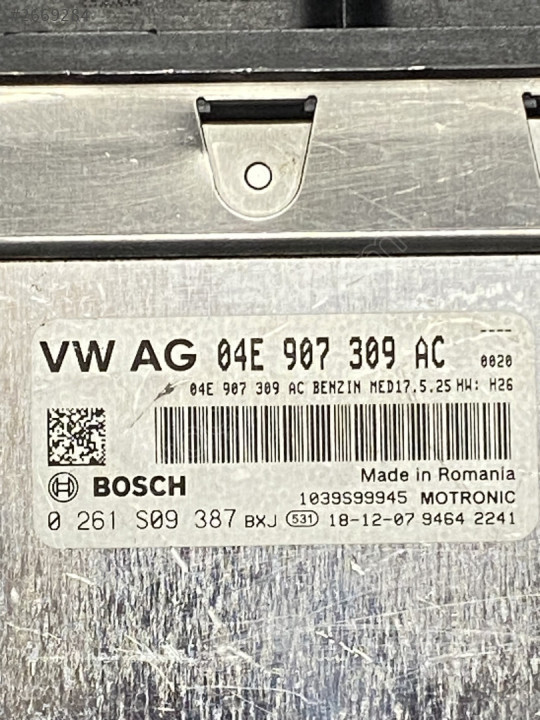 ----
VW AG 04E 907 309 AC 0020
04E 907 309 AC BENZIN MED17.5.25 HW: H26
BOSCH
Made in Romania
1039S99945 MOTRONIC
0 261 S09 387 BXJ 531 18-12-07 9464 2241